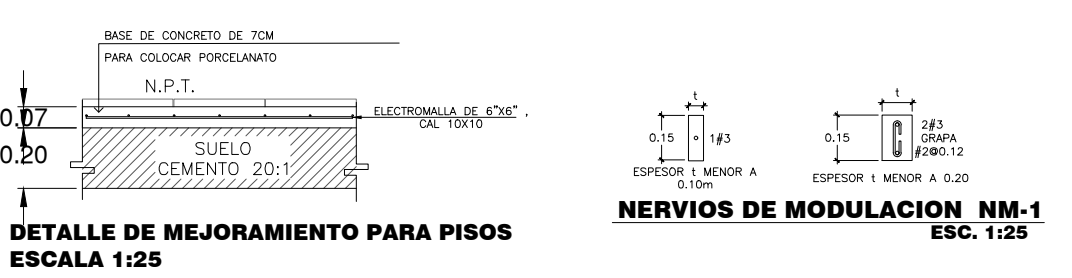 BASE DE CONCRETO DE 7CM
PARA COLOCAR PORCELANATO
N.P.T.
0.07
0.20
ELECTROMALLA DE 6"X6" ,
CAL 10X10
SUELO
CEMENTO 20:1
DETALLE DE MEJORAMIENTO PARA PISOS
ESCALA 1:25
t
0.15
1#3
ESPESOR t MENOR A
0.10m
t
0.15
2#3
GRAPA
#2@0.12
ESPESOR t MENOR A 0.20
NERVIOS DE MODULACION NM-1
ESC. 1:25